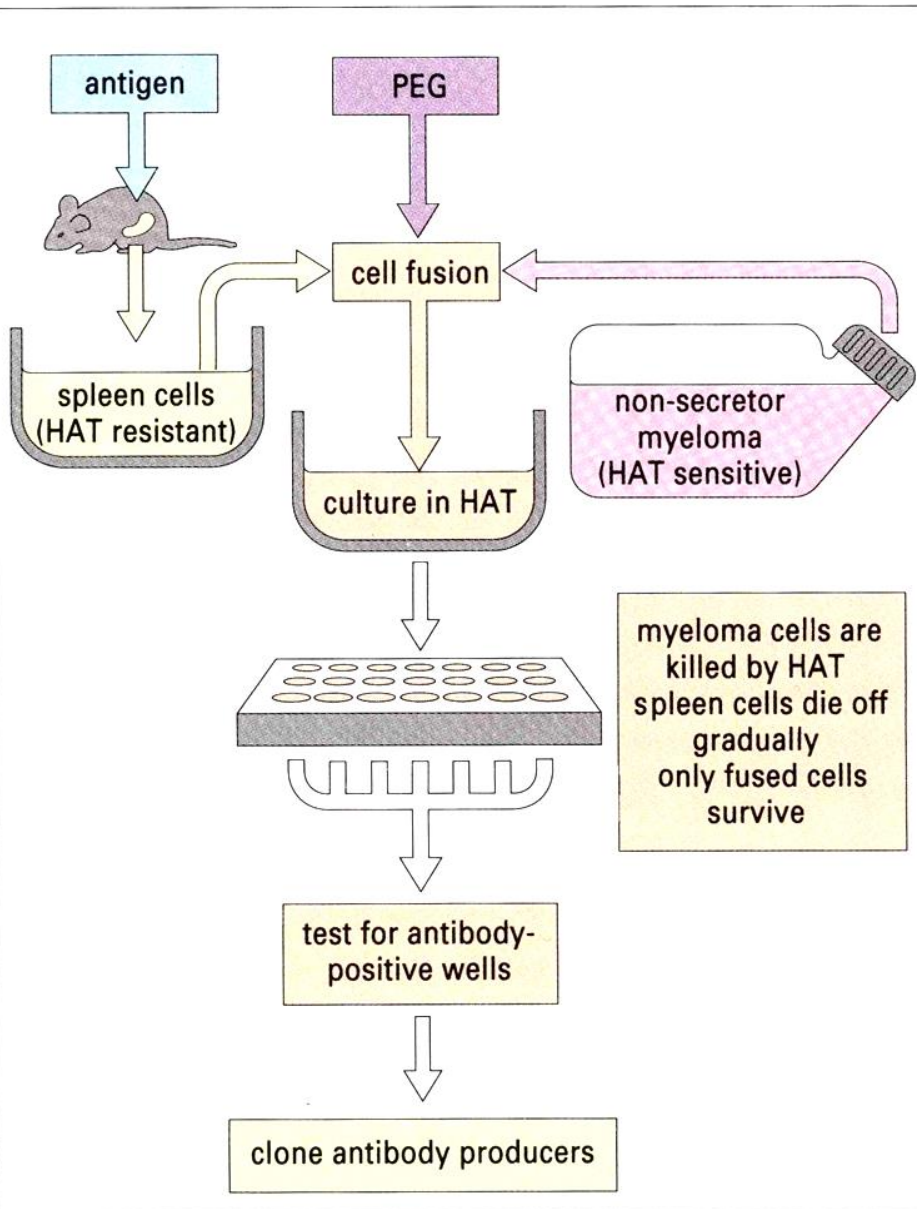 antigen
PEG
cell fusion
spleen cells
(HAT resistant)
non-secretor
myeloma
(HAT sensitive)
culture in HAT
myeloma cells are
killed by HAT
spleen cells die off
gradually
only fused cells
survive
test for antibody-
positive wells
clone antibody producers